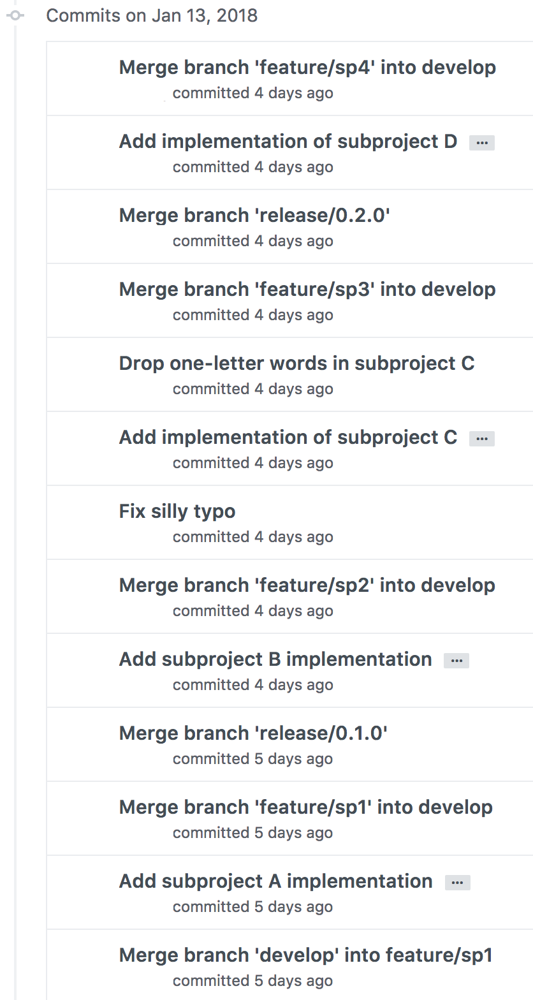 Commits on Jan 13, 2018
Merge branch 'feature/sp4' into develop
committed 4 days ago
Add implementation of subproject D ...
committed 4 days ago
Merge branch 'release/0.2.0'
committed 4 days ago
Merge branch 'feature/sp3' into develop
committed 4 days ago
Drop one-letter words in subproject C
committed 4 days ago
Add implementation of subproject C ...
committed 4 days ago
Fix silly typo
committed 4 days ago
Merge branch 'feature/sp2' into develop
committed 4 days ago
Add subproject B implementation ...
committed 4 days ago
Merge branch 'release/0.1.0'
committed 5 days ago
Merge branch 'feature/sp1' into develop
committed 5 days ago
Add subproject A implementation ...
committed 5 days ago
Merge branch 'develop' into feature/sp1
committed 5 days ago